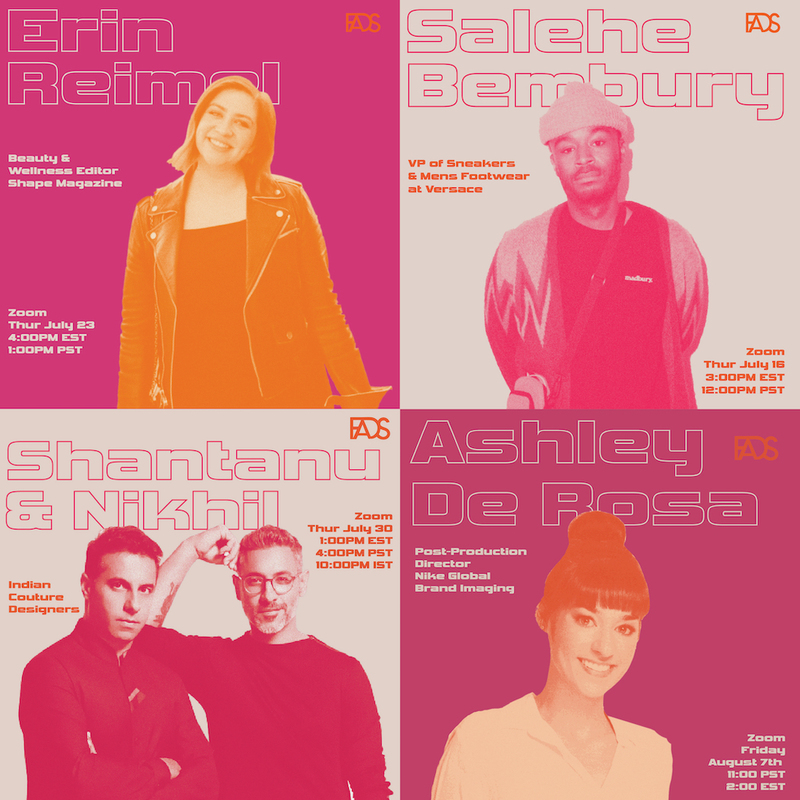 Erin
Reimel
FADS
Beauty &
Wellness Editor
Shape Magazine
Zoom
Thur July 23
4:00PM EST
1:00PM PST
Salehe
Bembury
FADS
VP of Sneakers
& Mens Footwear
at Versace
madbury
Zoom
Thur July 16
3:00PM EST
12:00PM PST
Shantanu
& Nikhil
FADS
Zoom
Thur July 30
1:00PM EST
4:00PM PST
10:00PM IST
Indian
Couture
Designers
Ashley
De Rosa
FADS
Post-Production
Director
Nike Global
Brand Imaging
Zoom
Friday
August 7th
11:00 PST
2:00 EST